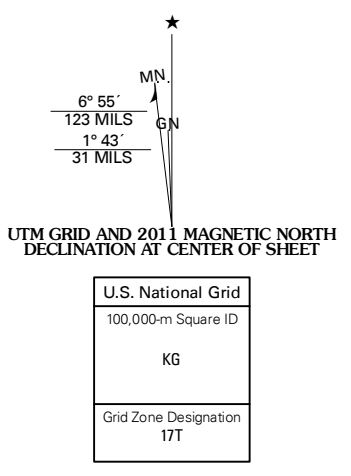 ★
MN.
6° 55´
123 MILS
GN
1° 43´
31 MILS
UTM GRID AND 2011 MAGNETIC NORTH
DECLINATION AT CENTER OF SHEET
U.S. National Grid
100,000-m Square ID
KG
Grid Zone Designation
17T